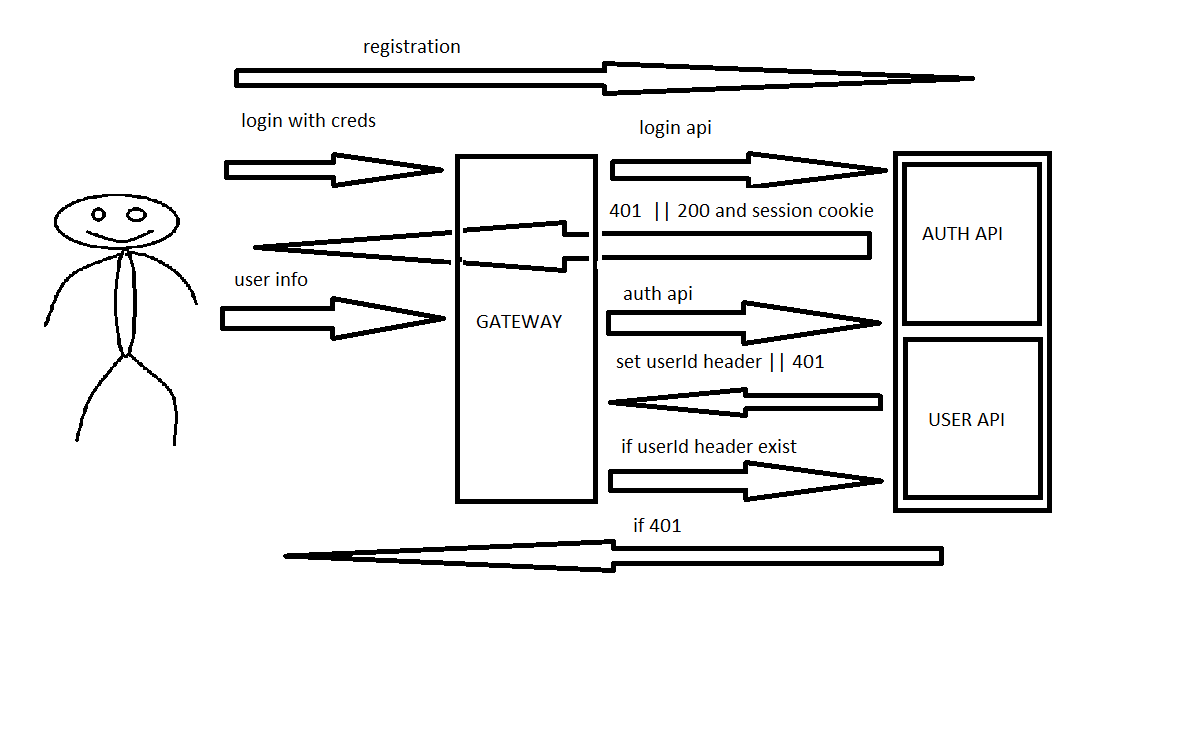 registration
login with creds
login api
401 || 200 and session cookie
AUTH API
user info
auth api
GATEWAY
set userId header || 401
USER API
if userId header exist
if 401